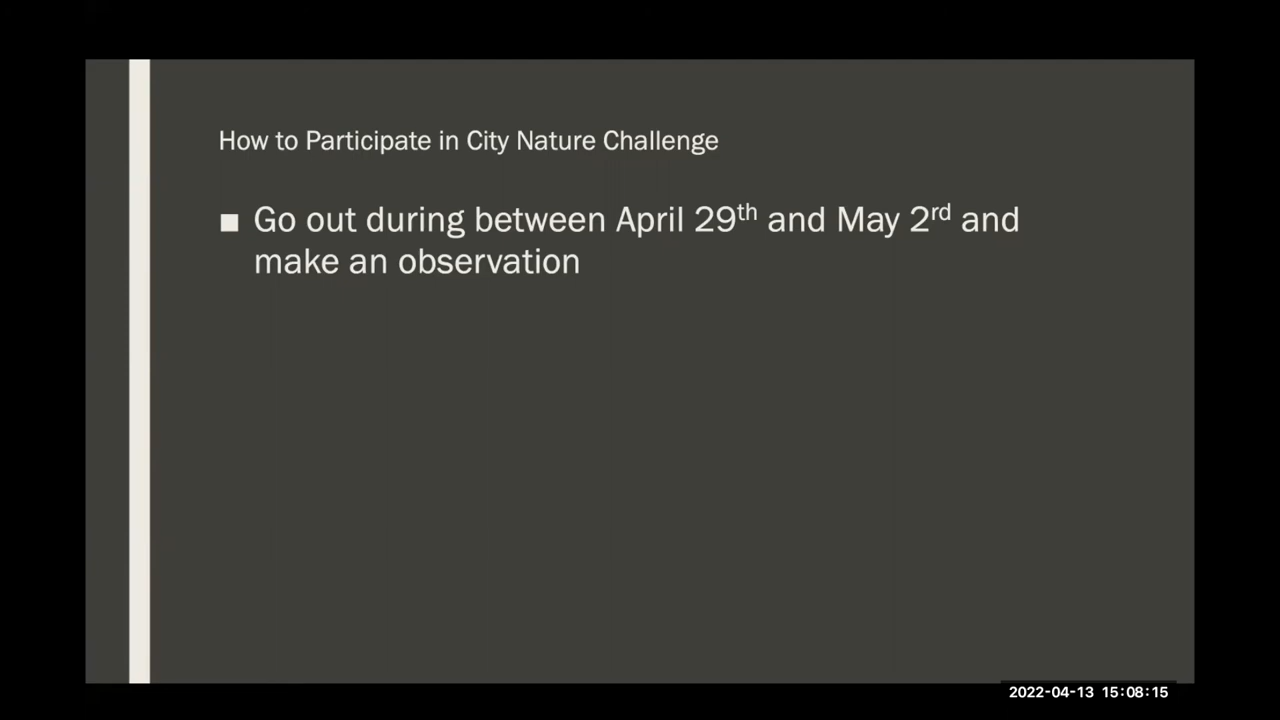 How to Participate in City Nature Challenge
■ Go out during between April 29th and May 2rd and
make an observation
2022-04-13 15:08:15